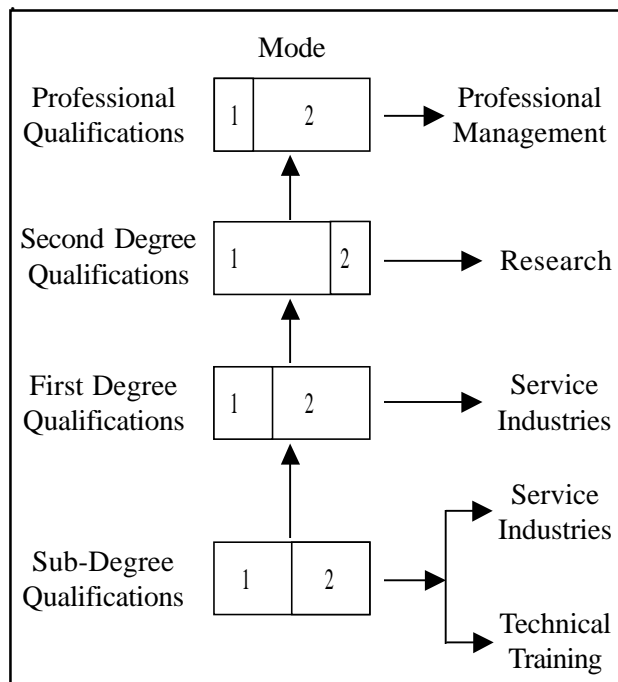 Mode
Professional
Qualifications
1 2
Professional
Management
Second Degree
Qualifications
1 2
Research
First Degree
Qualifications
1 2
Service
Industries
Sub-Degree
Qualifications
1 2
Service
Industries
Technical
Training